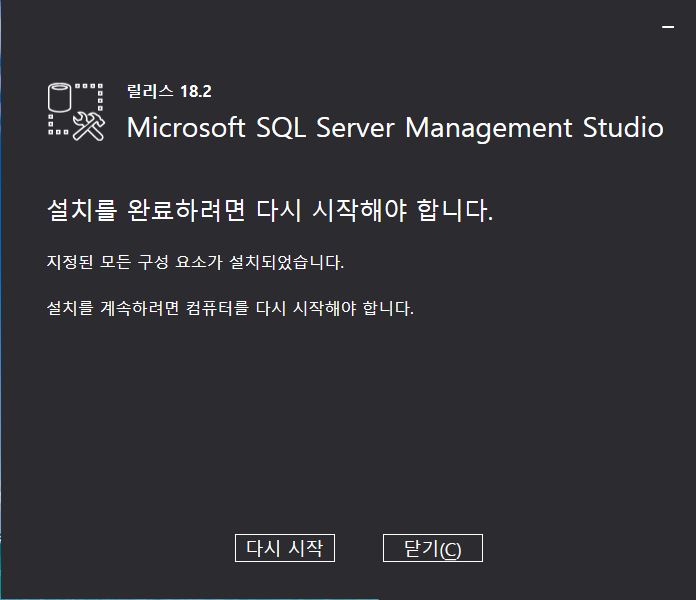 릴리스 18.2
Microsoft SQL Server Management Studio
설치를 완료하려면 다시 시작해야 합니다.
지정된 모든 구성 요소가 설치되었습니다.
설치를 계속하려면 컴퓨터를 다시 시작해야 합니다.
다시 시작 닫기(C)